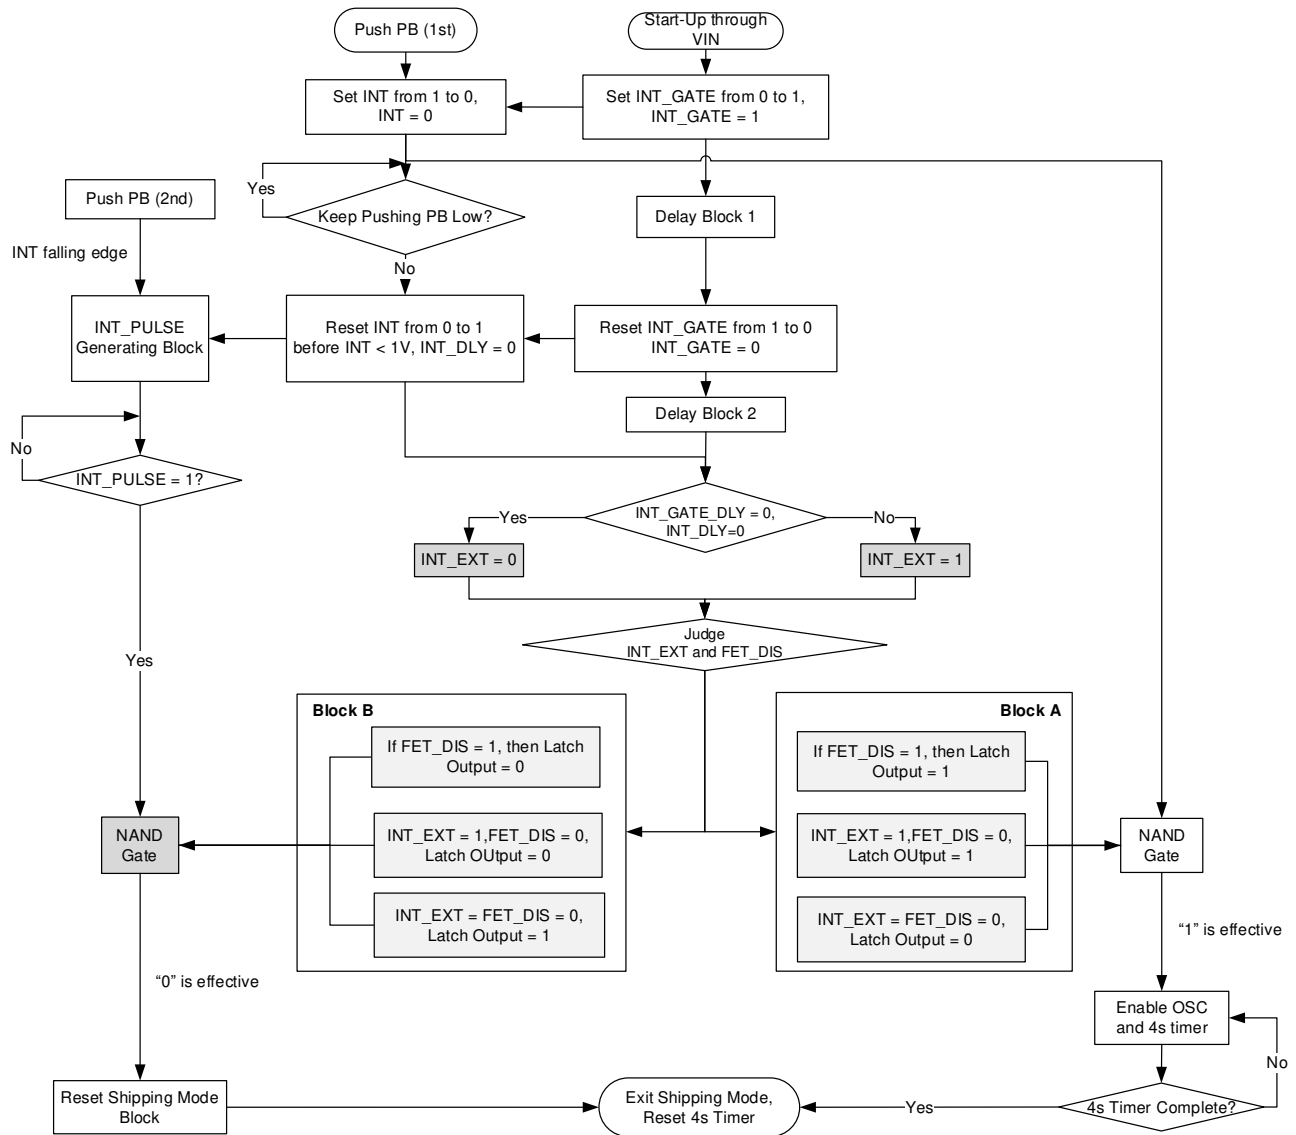 Push PB (1st)
Start-Up through
VIN
Set INT from 1 to 0,
INT = 0
Set INT_GATE from 0 to 1,
INT_GATE = 1
Yes
Push PB (2nd)
Keep Pushing PB Low?
Delay Block 1
INT falling edge
No
INT_PULSE
Generating Block
Reset INT from 0 to 1
before INT < 1V, INT_DLY = 0
Reset INT_GATE from 1 to 0
INT_GATE = 0
Delay Block 2
No
INT_PULSE = 1?
INT_GATE_DLY = 0,
INT_DLY=0
Yes
No
INT_EXT = 0
INT_EXT = 1
Judge
INT_EXT and FET_DIS
Yes
Block B
If FET_DIS = 1, then Latch
Output = 0
INT_EXT = 1,FET_DIS = 0,
Latch OUtput = 0
INT_EXT = FET_DIS = 0,
Latch Output = 1
Block A
If FET_DIS = 1, then Latch
Output = 1
INT_EXT = 1,FET_DIS = 0,
Latch OUtput = 1
INT_EXT = FET_DIS = 0,
Latch Output = 0
NAND
Gate
NAND
Gate
“0” is effective
“1” is effective
Enable OSC
and 4s timer
No
Reset Shipping Mode
Block
Exit Shipping Mode,
Reset 4s Timer
Yes
4s Timer Complete?